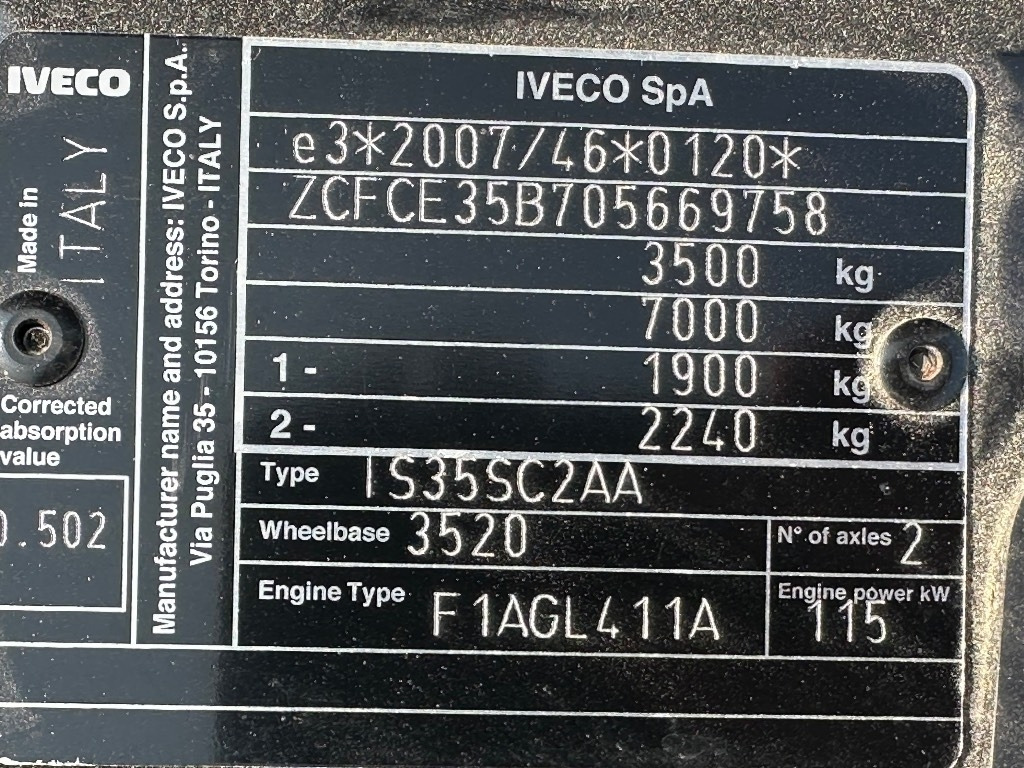 IVECO
Made in
ITALY
Corrected
absorption
value
0.502
Manufacturer name and address: IVECO S.p.A.
Via Puglia 35 - 10156 Torino - ITALY
IVECO SpA
e3*2007/46*0120*
ZCFCE35B705669758
3500 kg
7000 kg
1 - 1900 kg
2 - 2240 kg
Type IS35SC2AA
Wheelbase 3520 N° of axles 2
Engine Type F1AGL411A Engine power kW 115